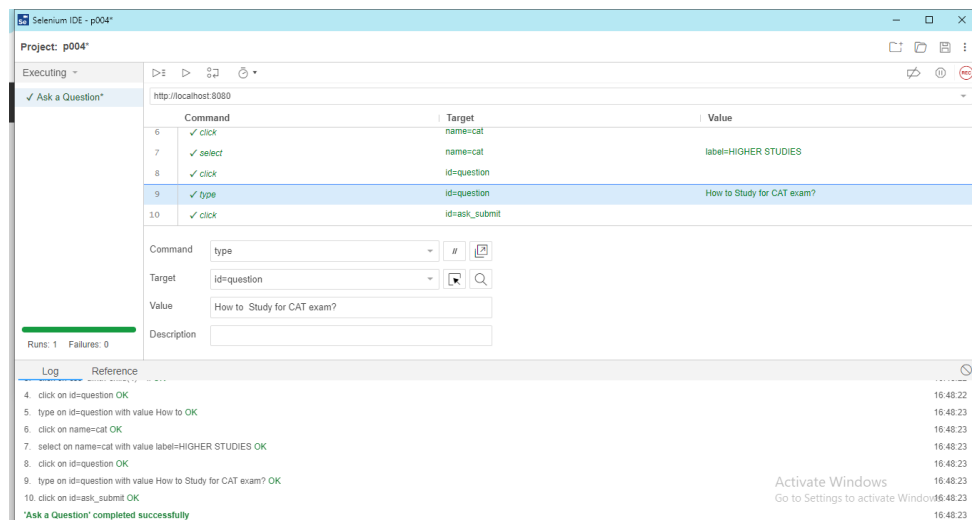 Se Selenium IDE - p004*
Project: p004*
Executing
✓ Ask a Question*
http://localhost:8080
Command Target Value
6 ✓ click name=cat
7 ✓ select name=cat label=HIGHER STUDIES
8 ✓ click id=question
9 ✓ type id=question How to Study for CAT exam?
10 ✓ click id=ask_submit
Command type //
Target id=question
Value How to  Study for CAT exam?
Description
Runs: 1 Failures: 0
REC
Log Reference
4. click on id=question OK 16:48:22
5. type on id=question with value How to OK 16:48:23
6. click on name=cat OK 16:48:23
7. select on name=cat with value label=HIGHER STUDIES OK 16:48:23
8. click on id=question OK 16:48:23
9. type on id=question with value How to Study for CAT exam? OK 16:48:23
10. click on id=ask_submit OK 16:48:23
'Ask a Question' completed successfully 16:48:23
Activate Windows
Go to Settings to activate Windows.